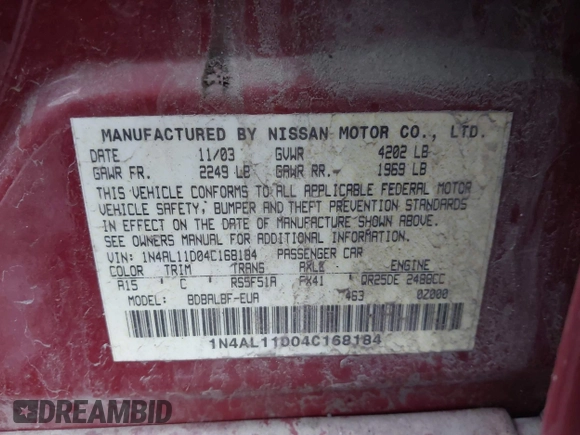 MANUFACTURED BY NISSAN MOTOR CO., LTD.
DATE 11/03 GVWR 4202 LB
GAWR FR. 2249 LB GAWR RR. 1969 LB
THIS VEHICLE CONFORMS TO ALL APPLICABLE FEDERAL MOTOR
VEHICLE SAFETY, BUMPER AND THEFT PREVENTION STANDARDS
IN EFFECT ON THE DATE OF MANUFACTURE SHOWN ABOVE.
SEE OWNERS MANUAL FOR ADDITIONAL INFORMATION.
VIN: 1N4AL11D04C168184 PASSENGER CAR
COLOR TRIM TRANS AXLE ENGINE
A15 C RS5F51A FX41 QR25DE 2488CC
MODEL: BDBALBF-EUA 463 0Z000
1N4AL11D04C168184
DREAMBID